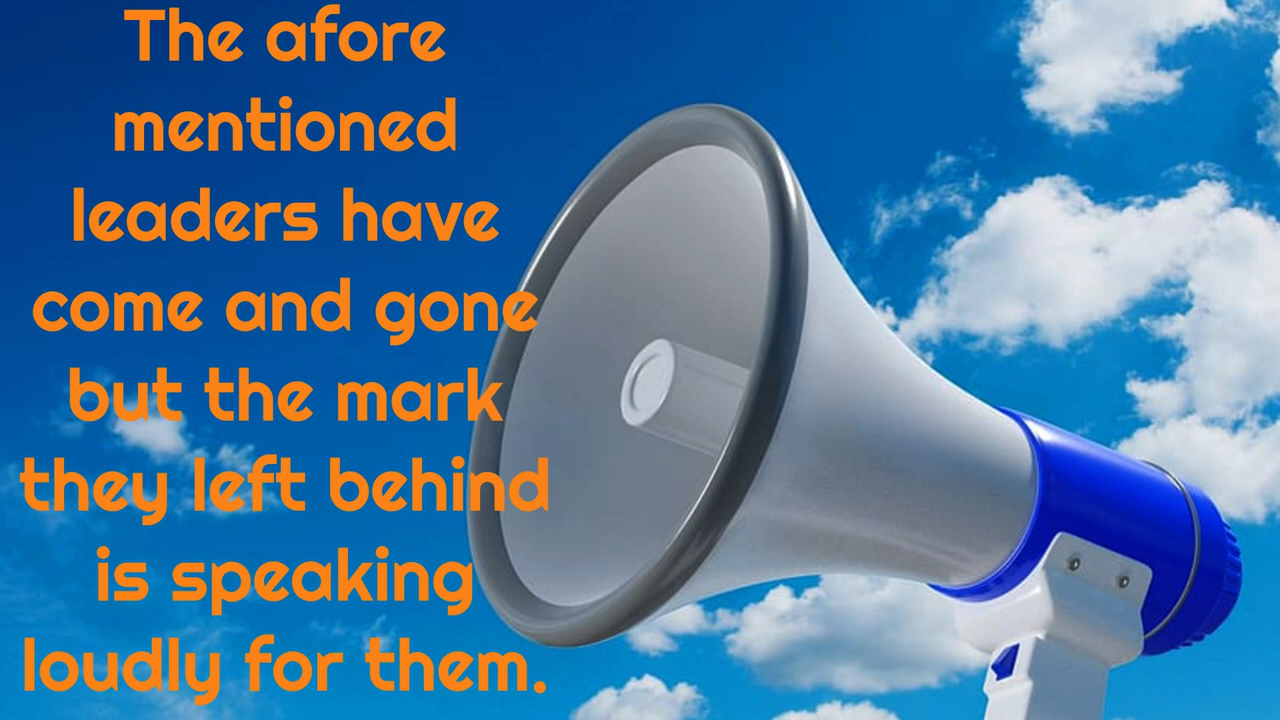 The afore
mentioned
leaders have
come and gone
but the mark
they left behind
is speaking
loudly for them.